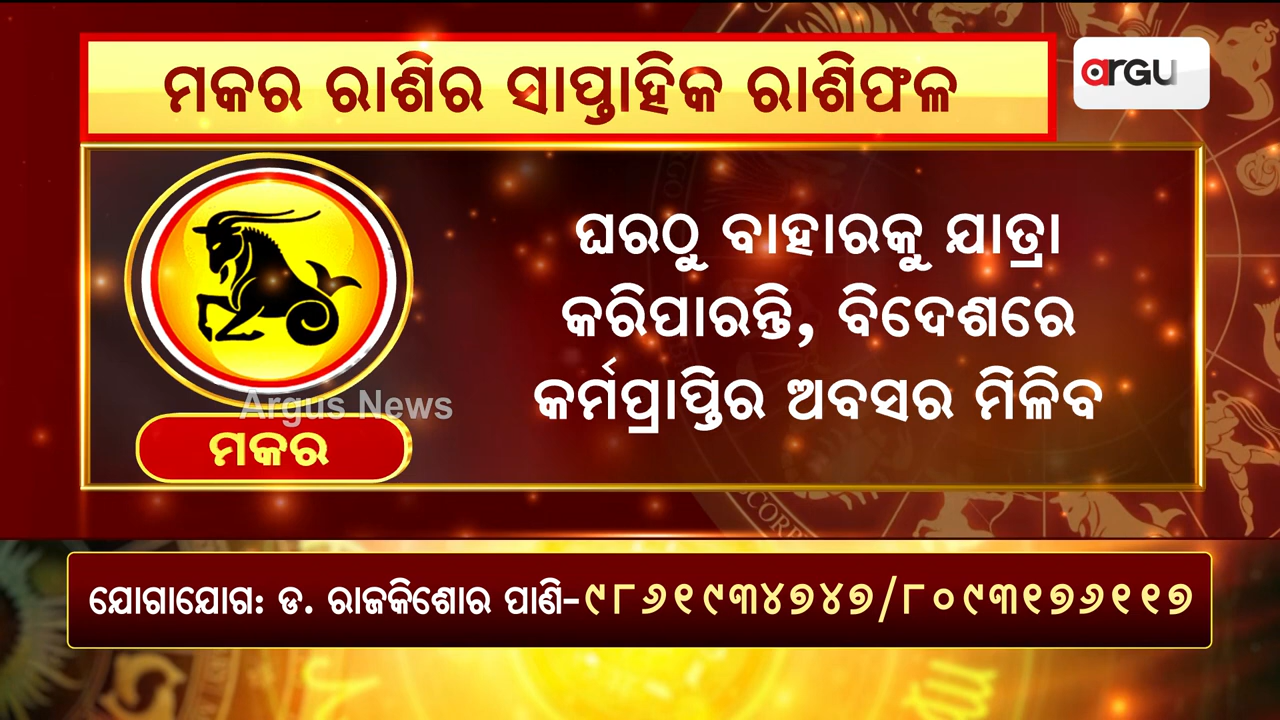 ମକର ରାଶିର ସାପ୍ତାହିକ ରାଶିଫଳ
argu
ଘରଠୁ ବାହାରକୁ ଯାତ୍ରା
କରିପାରନ୍ତି, ବିଦେଶରେ
କର୍ମପ୍ରାପ୍ତିର ଅବସର ମିଳିବ
Argus News
ମକର
ଯୋଗାଯୋଗ: ଡ. ରାଜକିଶୋର ପାଣି-୯୮୬୧୯୩୪୭୪୭/୮୦୯୩୧୭୬୧୧୭